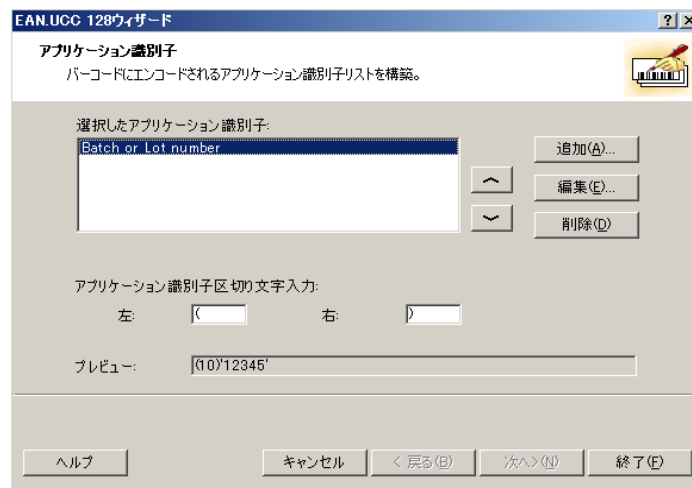 EAN.UCC 128ウィザード
アプリケーション識別子
バーコードにエンコードされるアプリケーション識別子リストを構築。
選択したアプリケーション識別子:
Batch or Lot number
追加(A)...
編集(E)...
削除(D)
アプリケーション識別子区切り文字入力:
左: ( 右: )
プレビュー: (10)'12345'
ヘルプ キャンセル < 戻る(B) 次へ>(N) 終了(F)